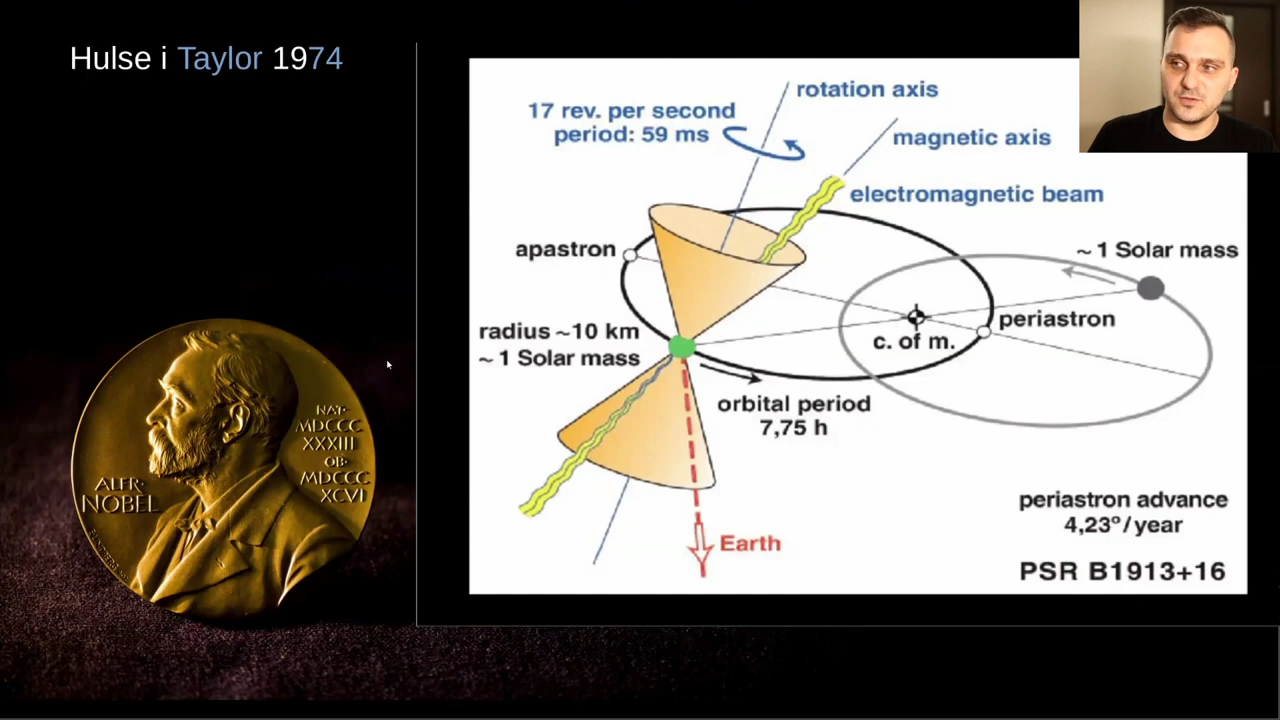 Hulse i Taylor 1974
rotation axis
17 rev. per second
period: 59 ms
magnetic axis
electromagnetic beam
apastron
~ 1 Solar mass
radius ~10 km
~ 1 Solar mass
periastron
c. of m.
orbital period
7,75 h
periastron advance
4,23º/year
Earth
PSR B1913+16
ALFR·
NOBEL
NAT·
MDCCC
XXXIII
OB·
MDCCC
XCVI